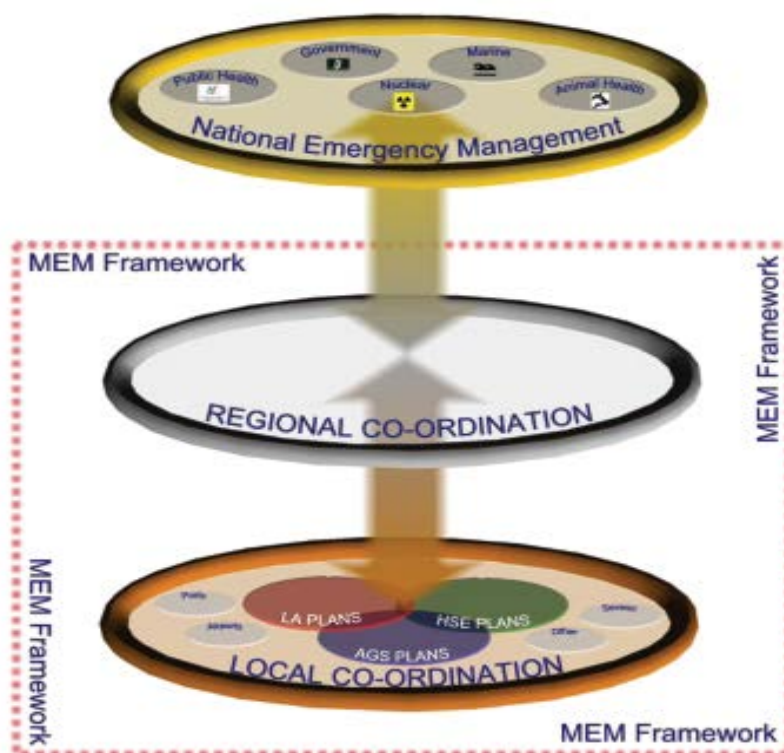 Government
Marine
Public Health
Nuclear
Animal Health
National Emergency Management
MEM Framework
MEM Framework
REGIONAL CO-ORDINATION
MEM Framework
LA PLANS
HSE PLANS
Other
AGS PLANS
LOCAL CO-ORDINATION
MEM Framework